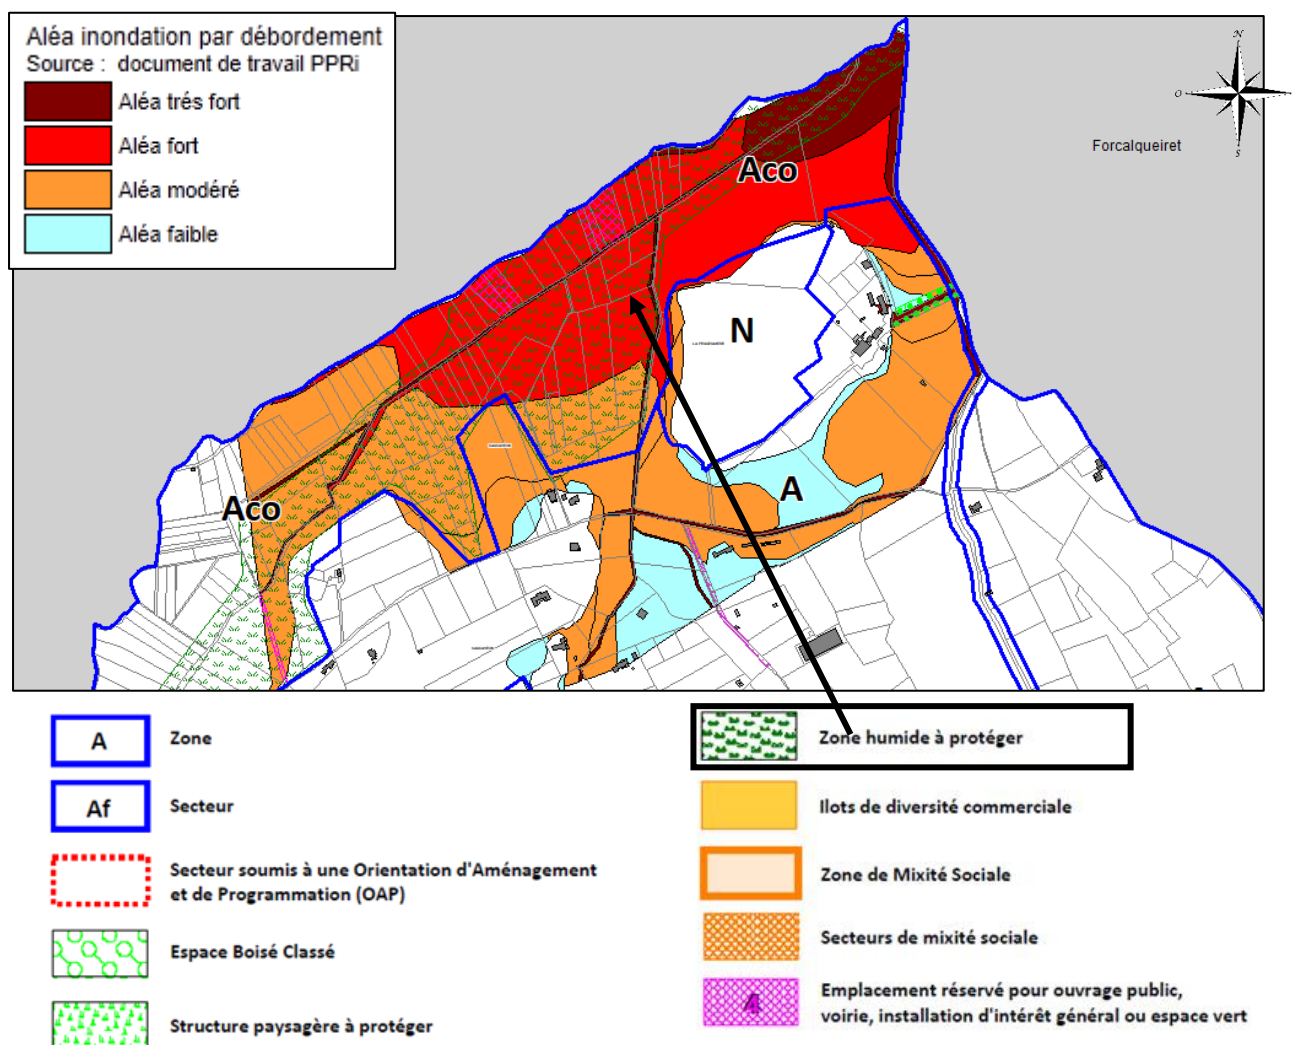 Aléa inondation par débordement
Source : document de travail PPRi
Aléa trés fort
Aléa fort
Aléa modéré
Aléa faible
N
O
S
Forcalqueiret
Aco
N
A
Aco
A
Zone
Af
Secteur
Secteur soumis à une Orientation d'Aménagement
et de Programmation (OAP)
Espace Boisé Classé
Structure paysagère à protéger
Zone humide à protéger
Ilots de diversité commerciale
Zone de Mixité Sociale
Secteurs de mixité sociale
4
Emplacement réservé pour ouvrage public,
voirie, installation d'intérêt général ou espace vert